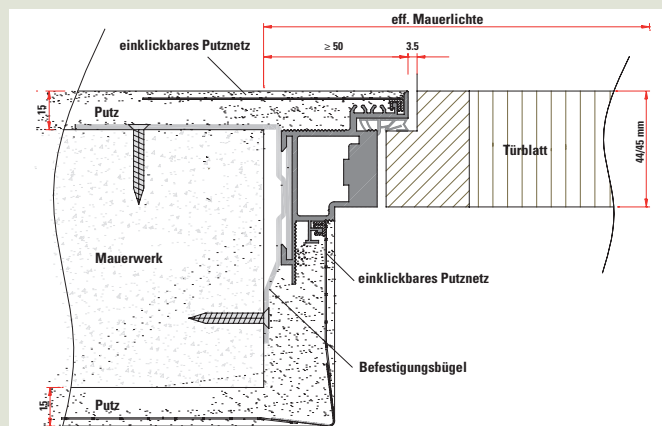 eff. Mauerlichte
einklickbares Putznetz
≥ 50
3.5
15
Putz
Türblatt
44/45 mm
Mauerwerk
einklickbares Putznetz
Befestigungsbügel
15
Putz